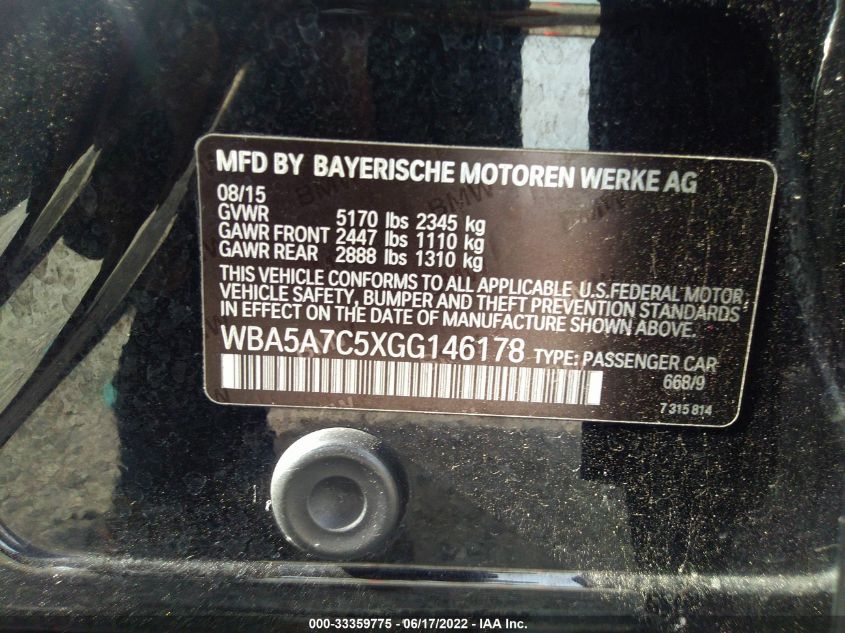 MFD BY BAYERISCHE MOTOREN WERKE AG
08/15
GVWR 5170 lbs 2345 kg
GAWR FRONT 2447 lbs 1110 kg
GAWR REAR 2888 lbs 1310 kg
THIS VEHICLE CONFORMS TO ALL APPLICABLE U.S.FEDERAL MOTOR
VEHICLE SAFETY, BUMPER AND THEFT PREVENTION STANDARDS
IN EFFECT ON THE DATE OF MANUFACTURE SHOWN ABOVE.
WBA5A7C5XGG146178 TYPE: PASSENGER CAR
668/9
7 315 814
000-33359775 - 06/17/2022 - IAA Inc.